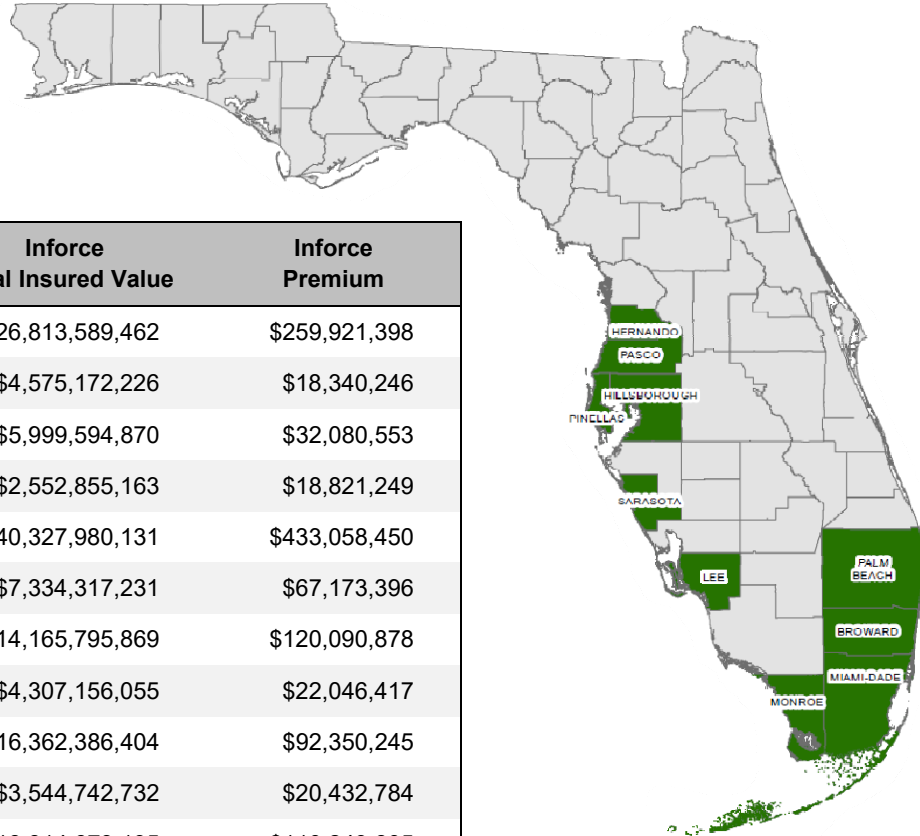 Inforce Inforce
al Insured Value Premium
26,813,589,462 $259,921,398
$4,575,172,226 $18,340,246
$5,999,594,870 $32,080,553
$2,552,855,163 $18,821,249
40,327,980,131 $433,058,450
$7,334,317,231 $67,173,396
14,165,795,869 $120,090,878
$4,307,156,055 $22,046,417
16,362,386,404 $92,350,245
$3,544,742,732 $20,432,784
HERNANDO
PASCO
HILLSBOROUGH
PINELLAS
SARASOTA
LEE
PALM
BEACH
BROWARD
MIAMI-DADE
MONROE